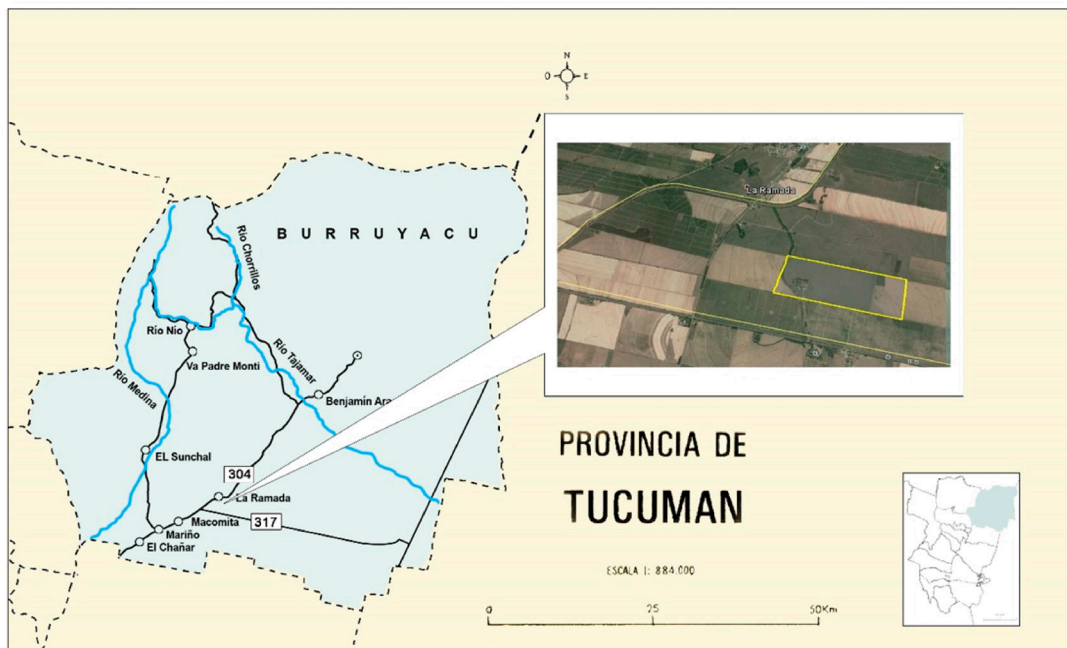 N
O E
S
La Ramada
BURRUYACU
Río Chorrillos
Río Nio
Va Padre Monti
Río Tajamar
Río Medina
Benjamín Ara
EL Sunchal
304
La Ramada
317
Macomita
Mariño
El Chañar
PROVINCIA DE
TUCUMAN
ESCALA 1: 884.000
0 25 50Km